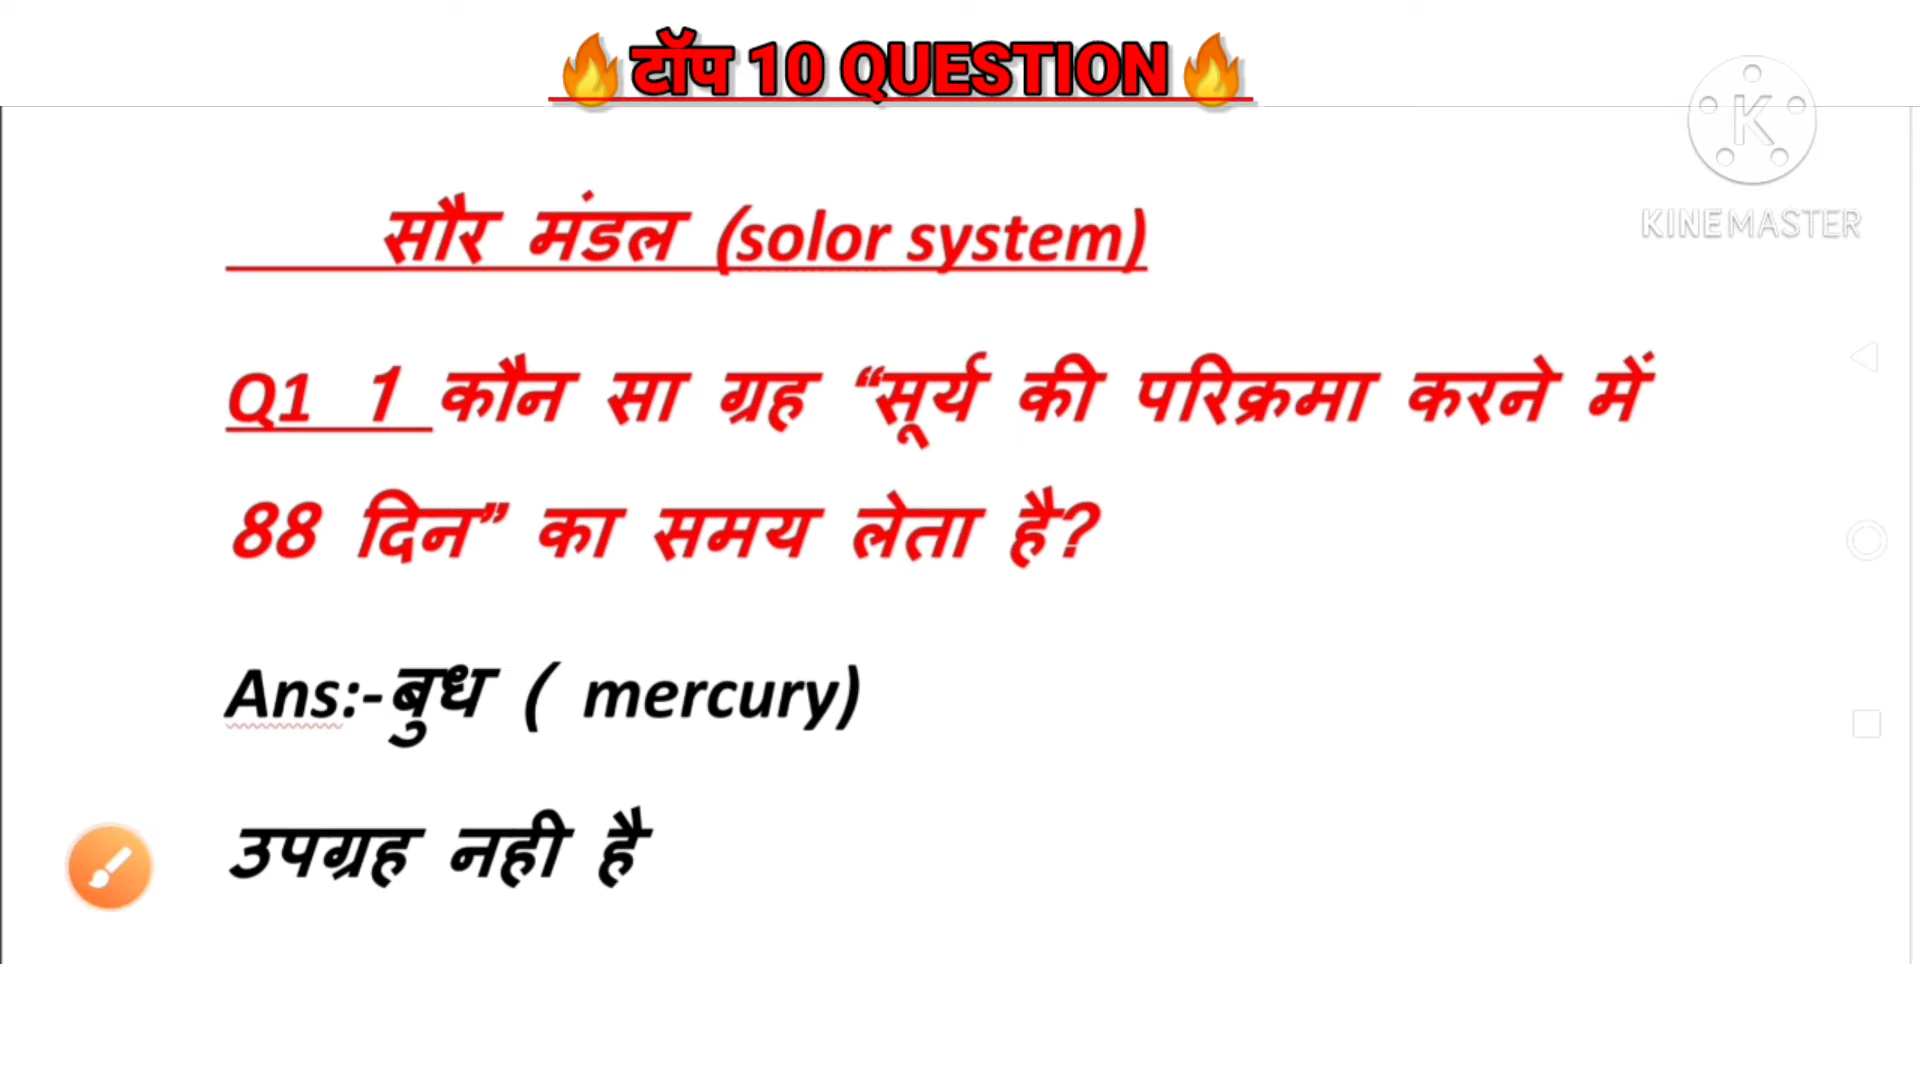 🔥टॉप 10 QUESTION🔥
K
KINEMASTER
सौर मंडल (solor system)
Q1 1 कौन सा ग्रह “सूर्य की परिक्रमा करने में
88 दिन” का समय लेता है?
Ans:-बुध ( mercury)
उपग्रह नही है